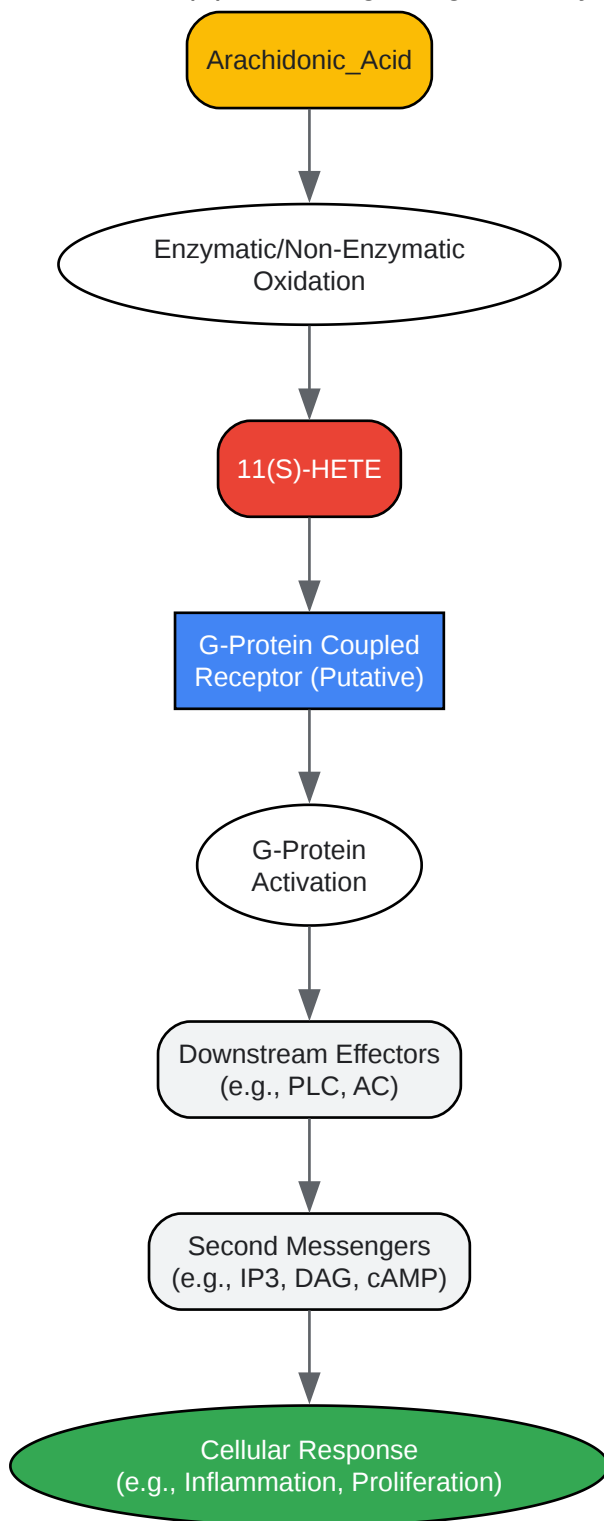 Arachidonic_Acid
Enzymatic/Non-Enzymatic
Oxidation
11(S)-HETE
G-Protein Coupled
Receptor (Putative)
G-Protein
Activation
Downstream Effectors
(e.g., PLC, AC)
Second Messengers
(e.g., IP3, DAG, cAMP)
Cellular Response
(e.g., Inflammation, Proliferation)